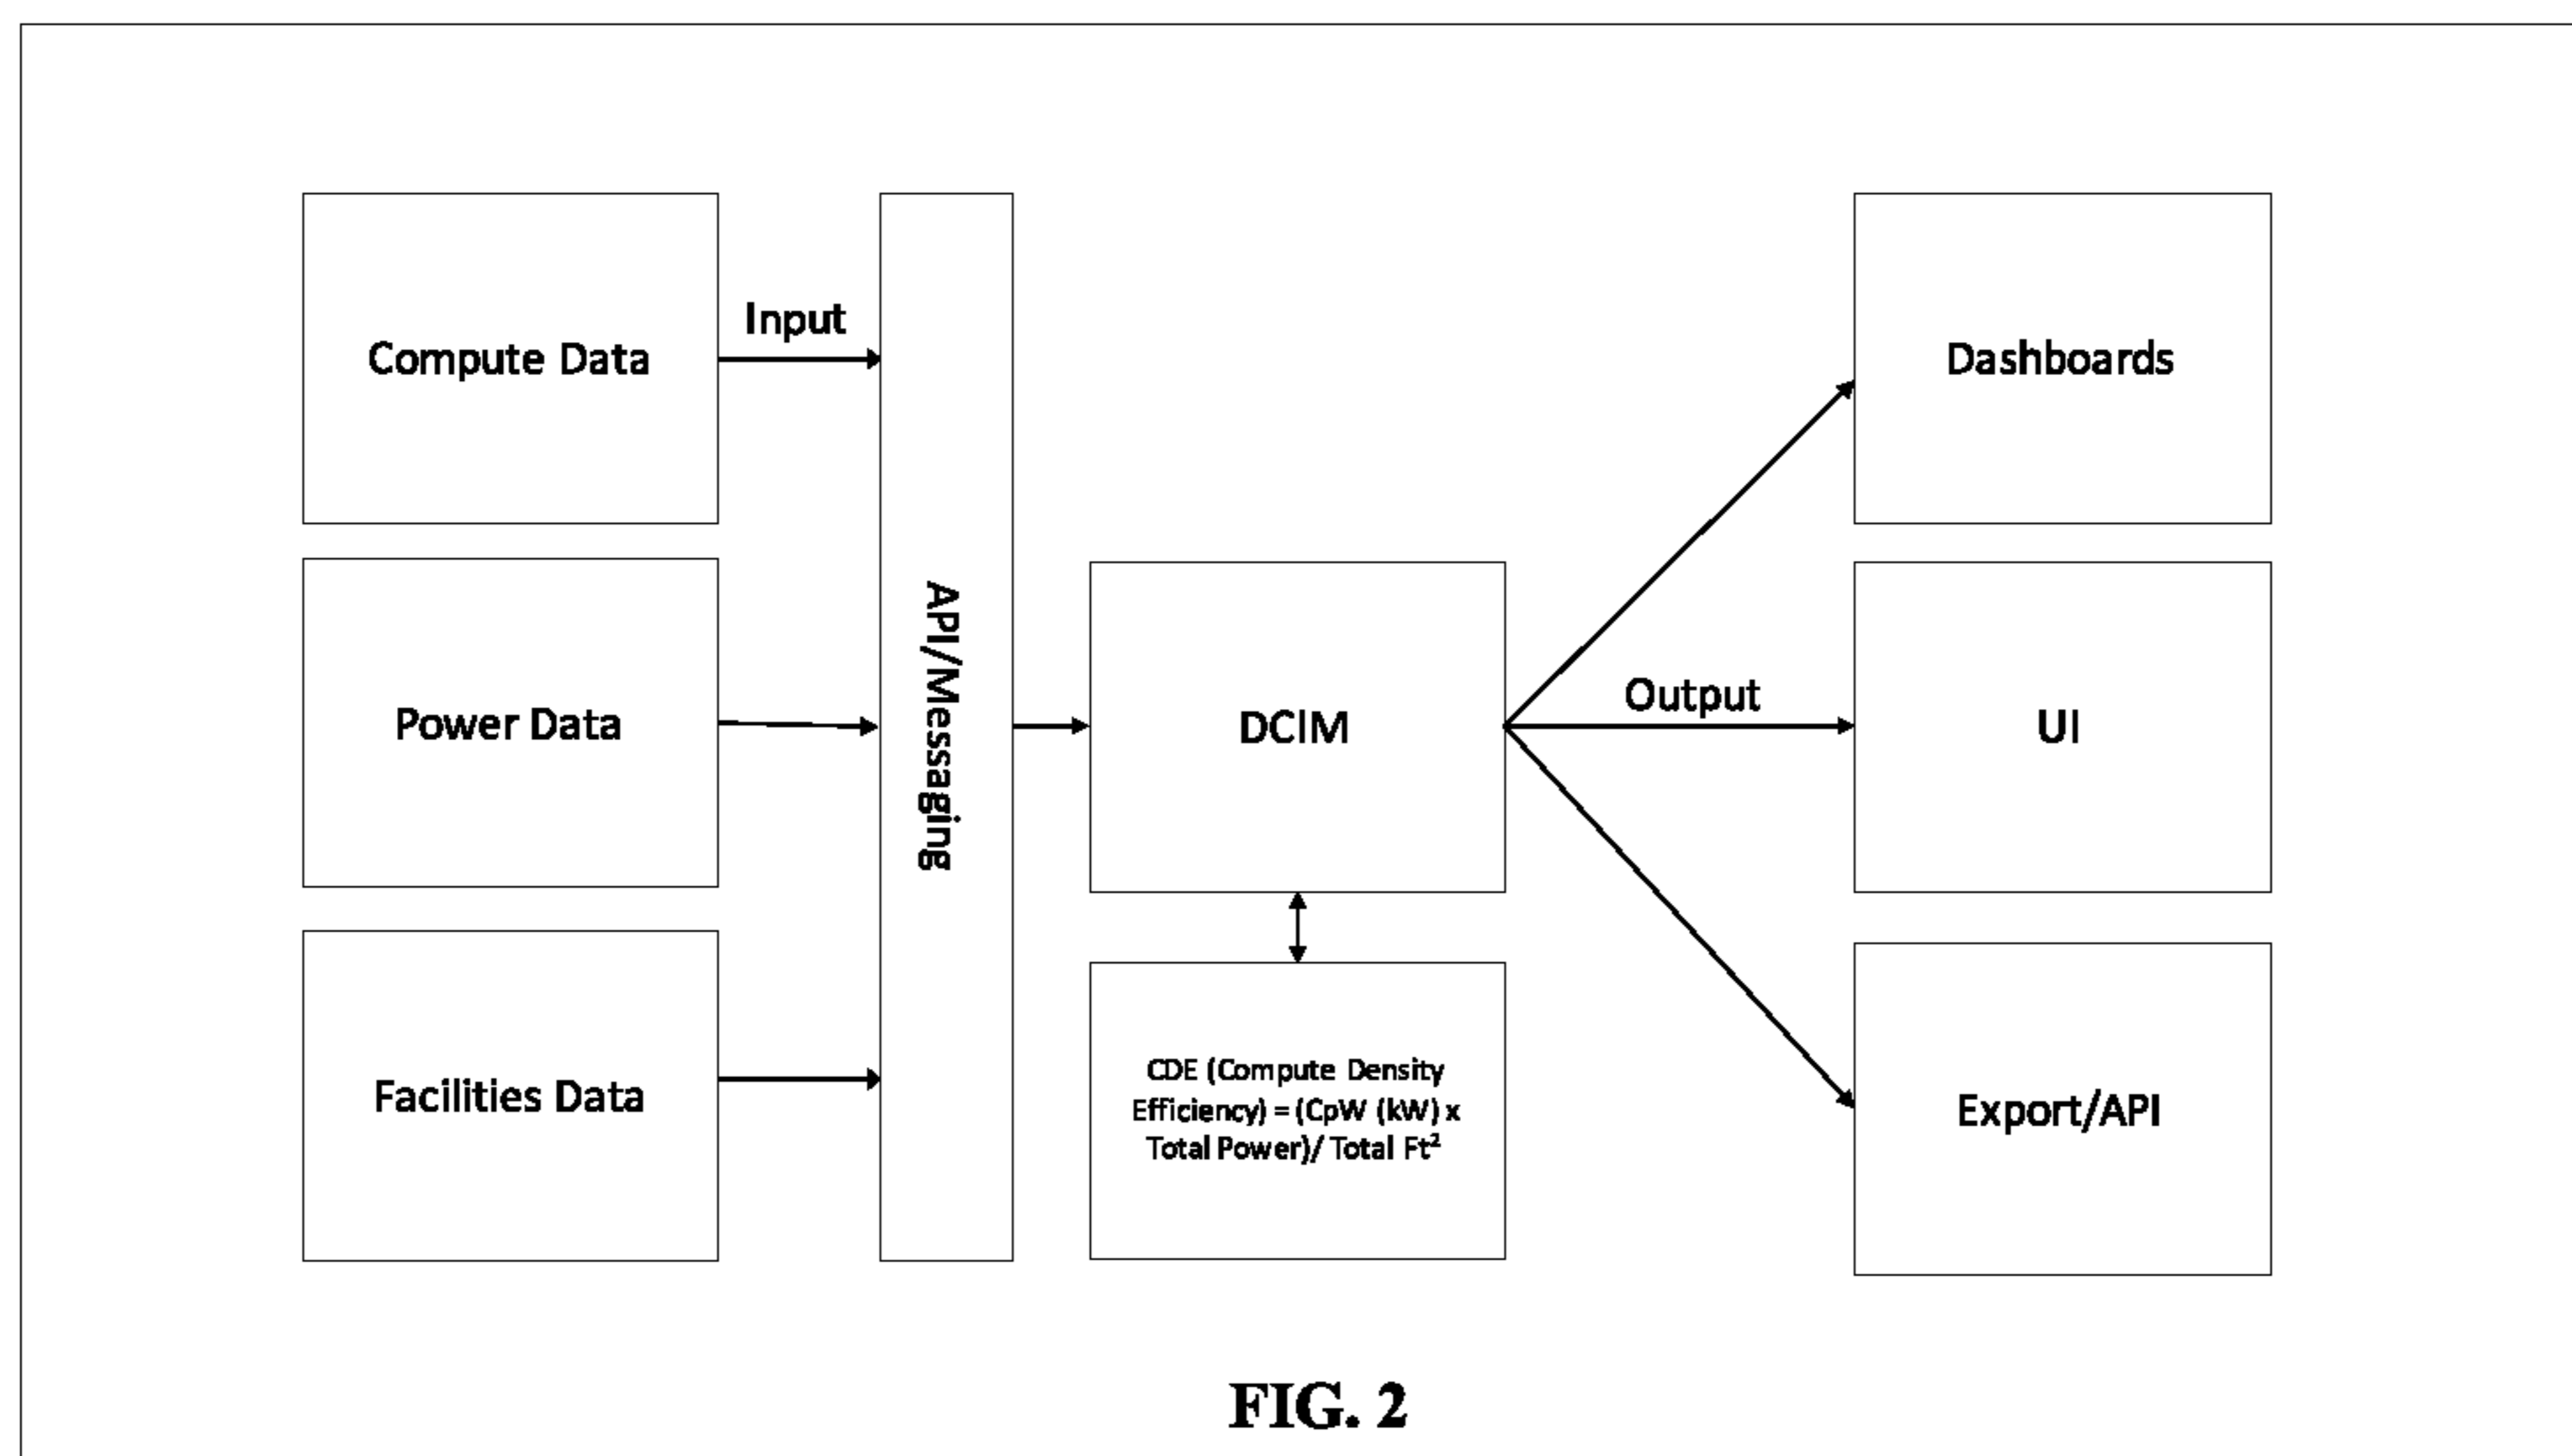 Compute Data
Input
Power Data
Facilities Data
API/Messaging
DCIM
CDE (Compute Density
Efficiency) = (CpW (kW) x
Total Power)/ Total Ft²
Output
Dashboards
UI
Export/API
FIG. 2